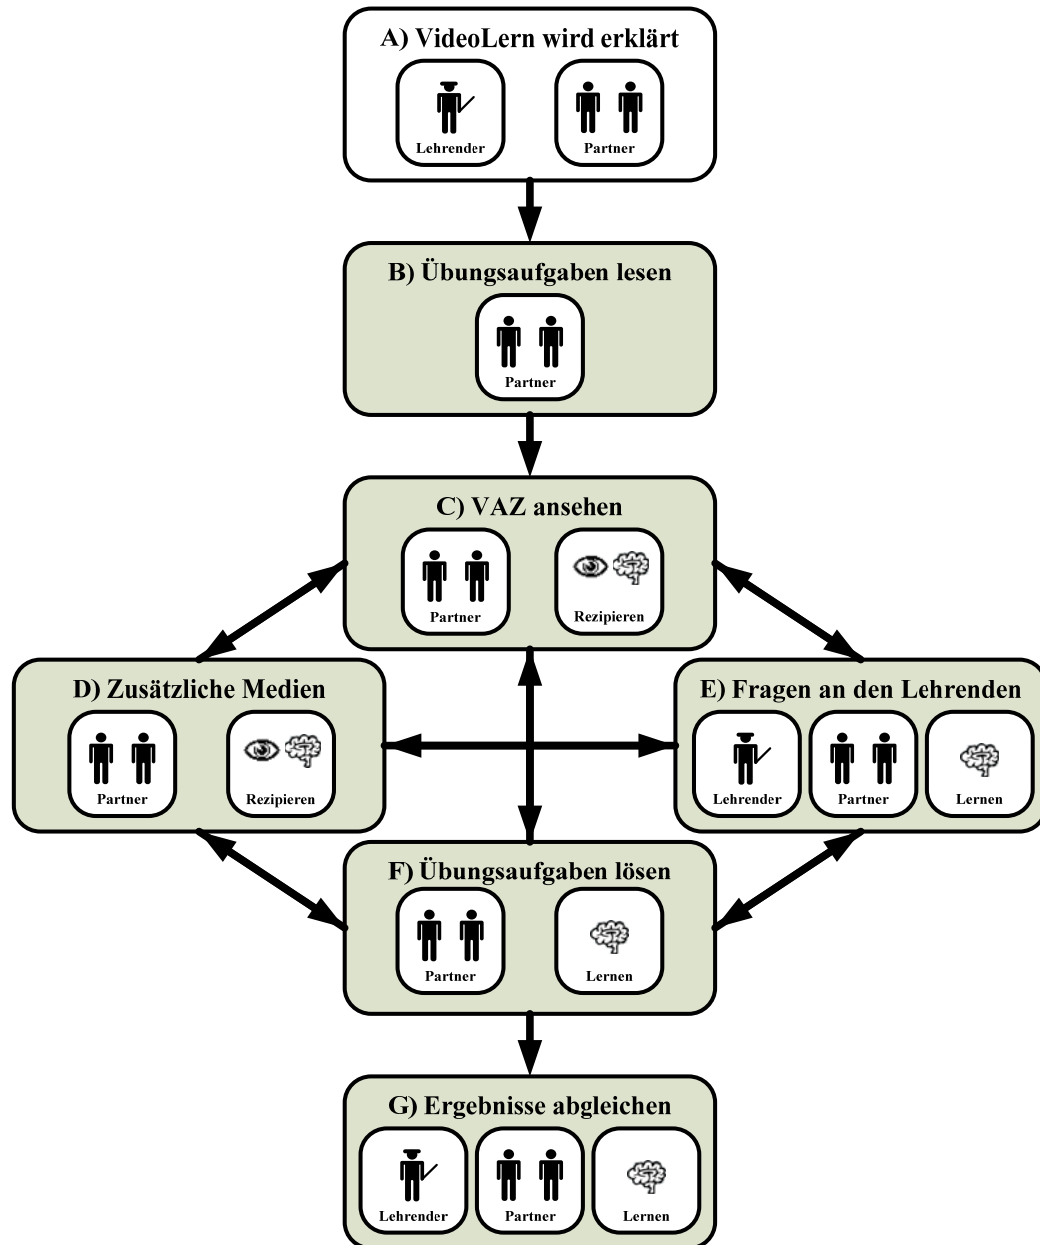 A) VideoLern wird erklärt
Lehrender
Partner
B) Übungsaufgaben lesen
Partner
C) VAZ ansehen
Partner
Rezipieren
D) Zusätzliche Medien
Partner
Rezipieren
E) Fragen an den Lehrenden
Lehrender
Partner
Lernen
F) Übungsaufgaben lösen
Partner
Lernen
G) Ergebnisse abgleichen
Lehrender
Partner
Lernen